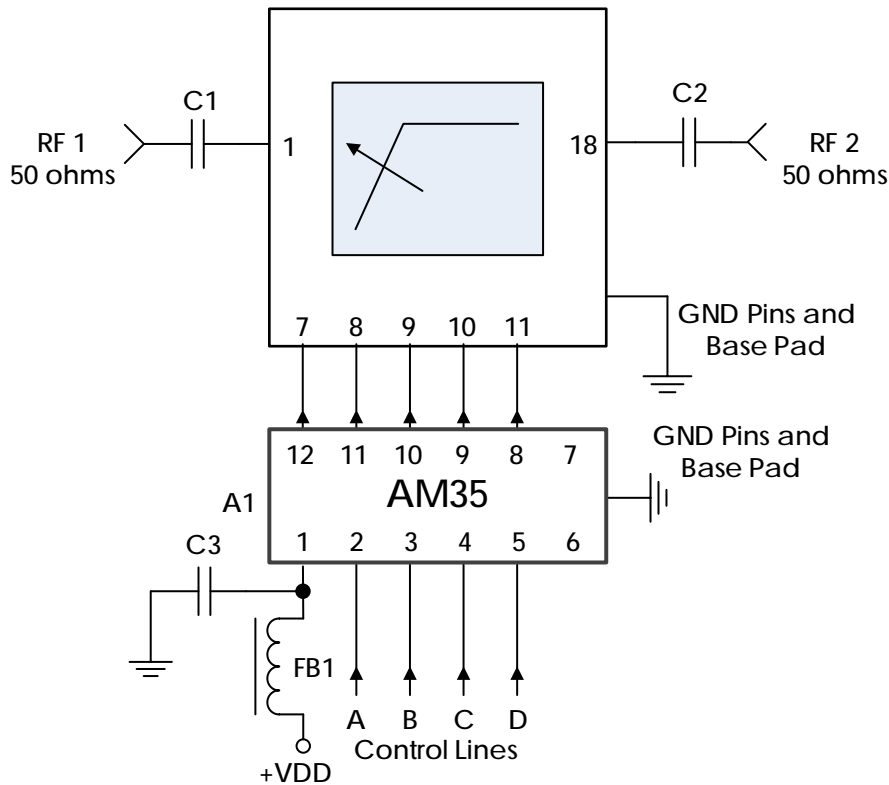 C1
C2
RF 1
50 ohms
1
18
RF 2
50 ohms
7 8 9 10 11
GND Pins and
Base Pad
12 11 10 9 8 7
GND Pins and
Base Pad
AM35
A1
1 2 3 4 5 6
C3
FB1
A B C D
Control Lines
+VDD